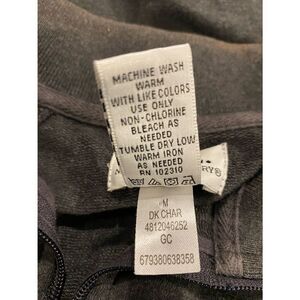 MACHINE WASH
WARM
WITH LIKE COLORS
USE ONLY
NON-CHLORINE
BLEACH AS
NEEDED
TUMBLE DRY LOW
WARM IRON
AS NEEDED
RN 102310
M
DK CHAR
4812046252
GC
679380638358